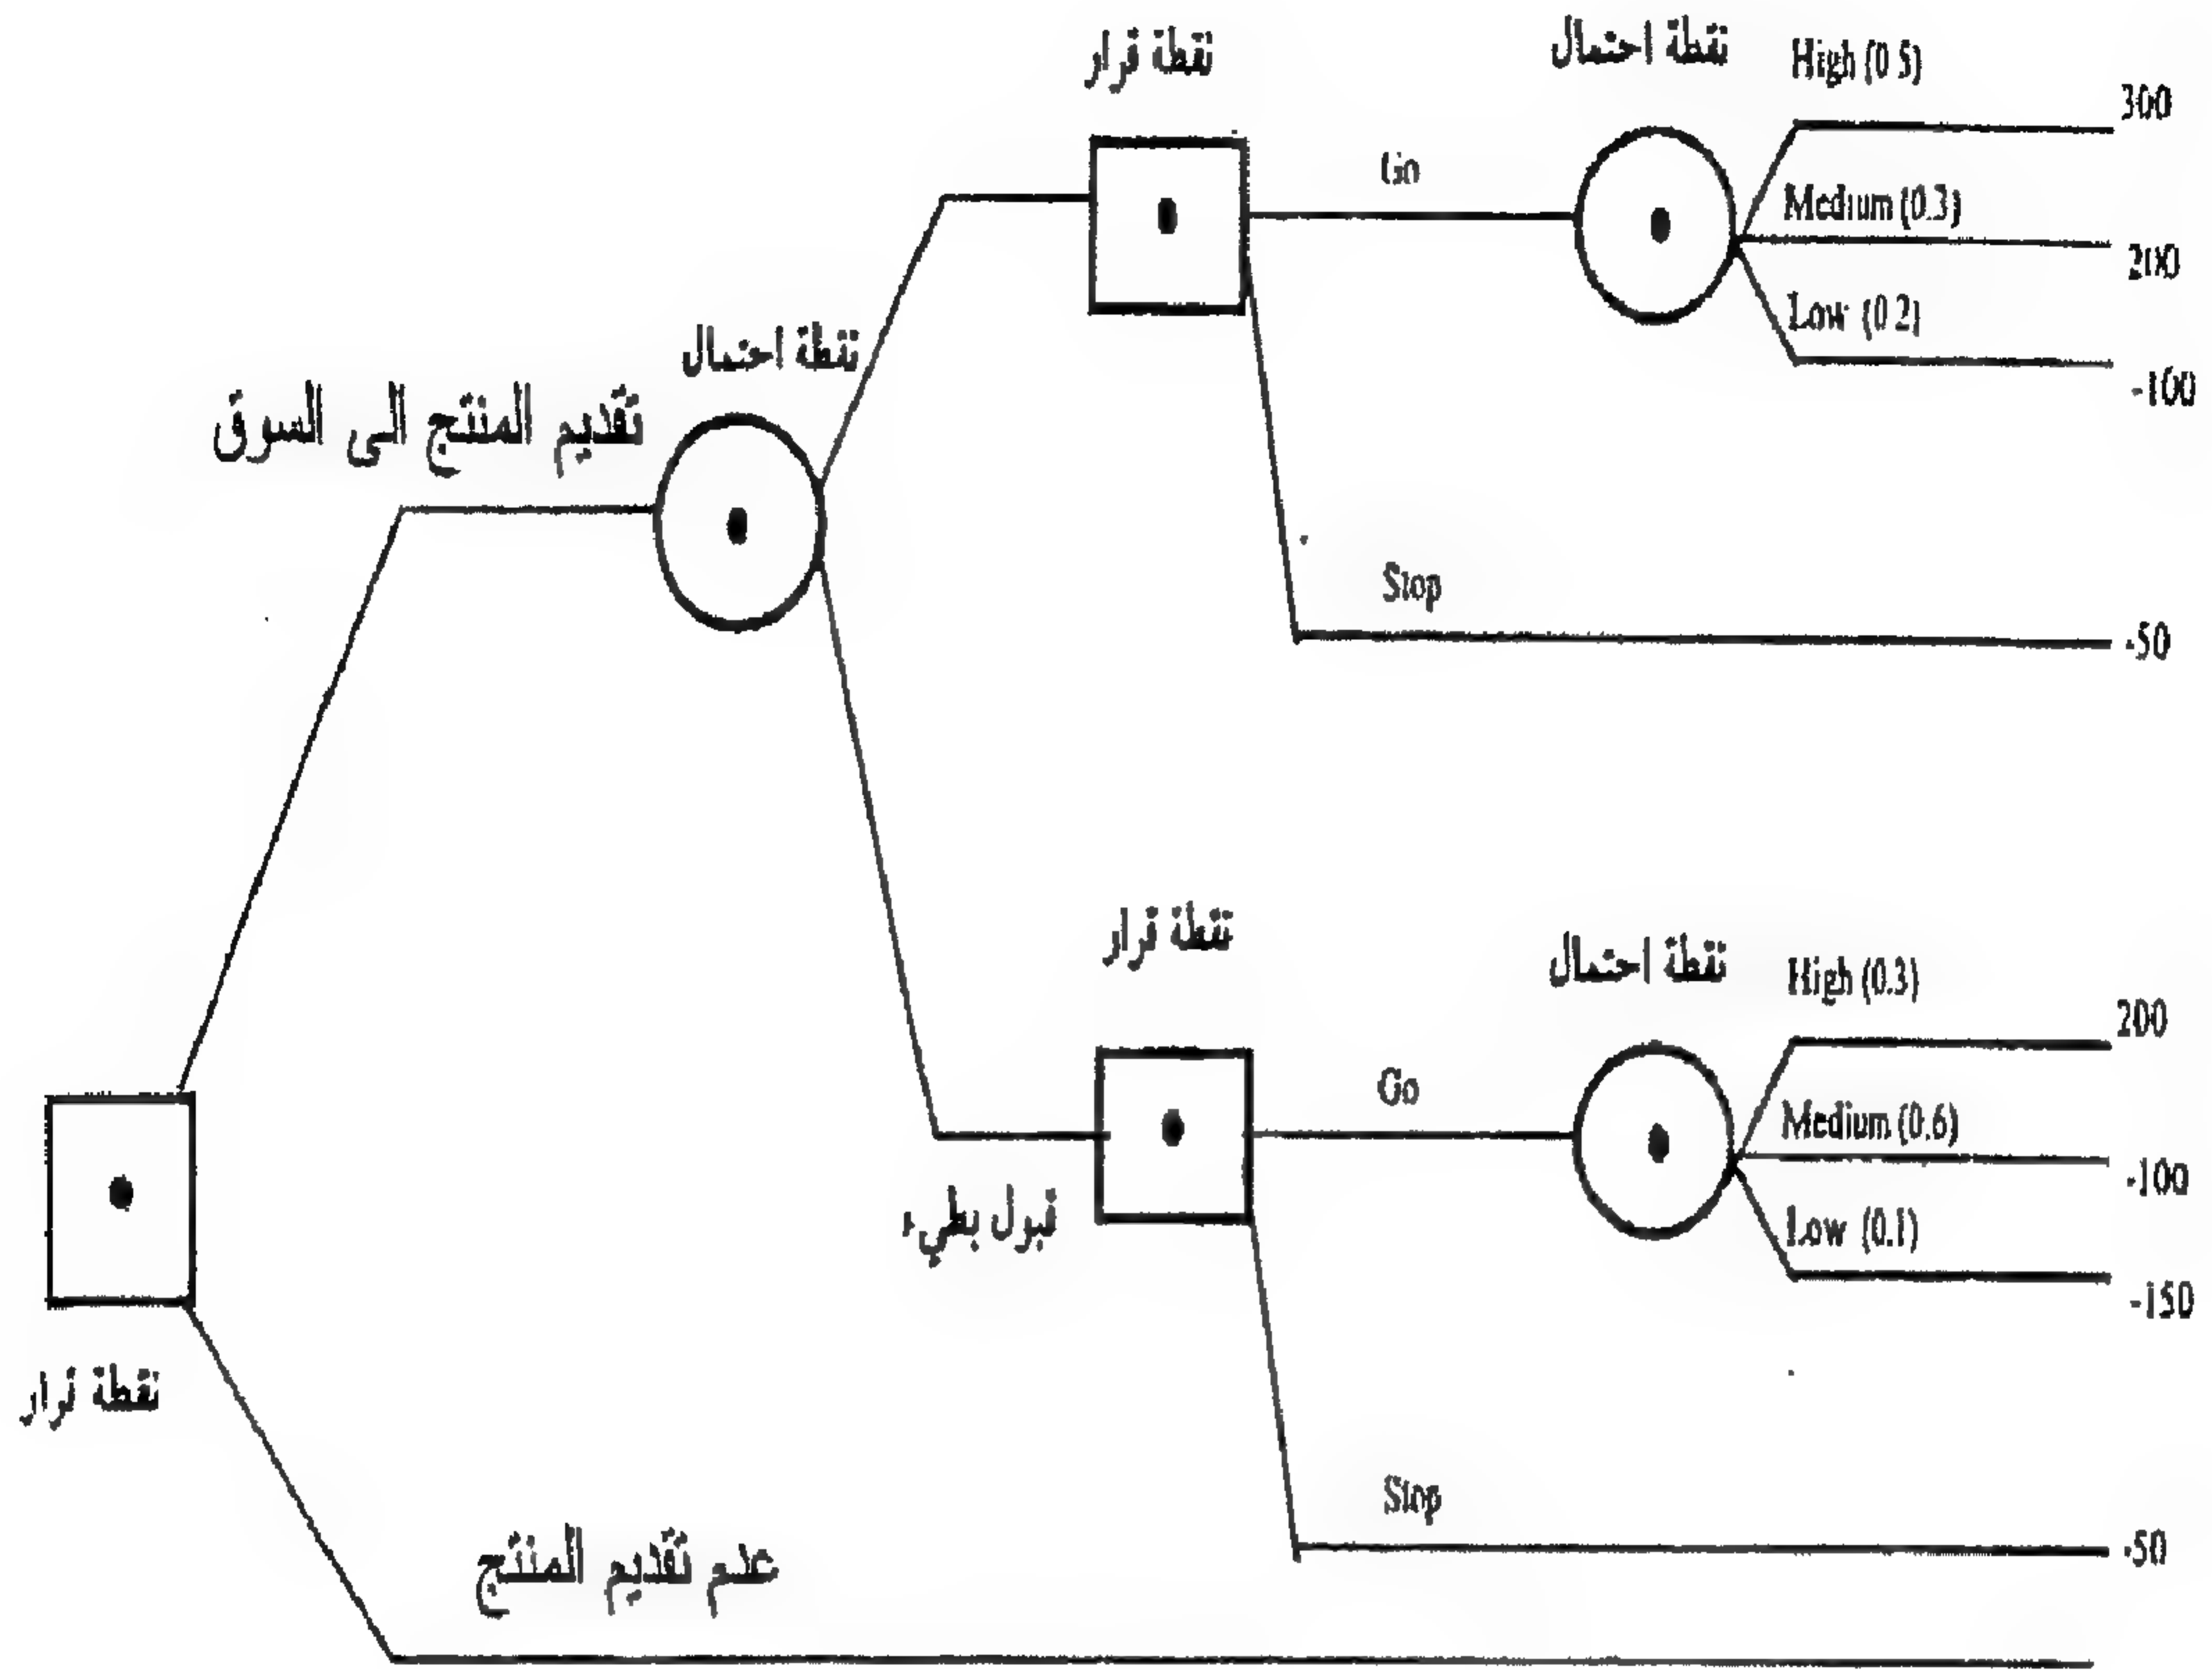 نقطة قرار
نقطة احتمال
High (0.5)
300
Go
Medium (0.3)
200
Low (0.2)
-100
نقطة احتمال
تقديم المنتج الى السوق
Stop
-50
نقطة قرار
نقطة احتمال
High (0.3)
200
Go
Medium (0.6)
-100
قبول بطيء
Low (0.1)
-150
نقطة قرار
Stop
-50
عدم تقديم المنتج